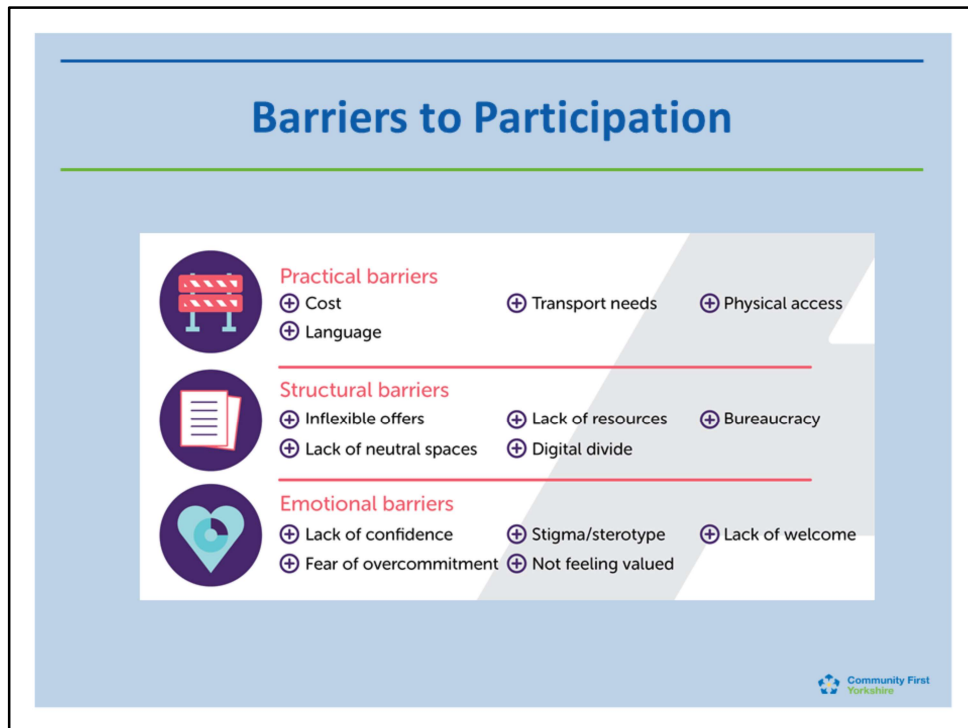 Barriers to Participation
Practical barriers
Cost Transport needs Physical access
Language
Structural barriers
Inflexible offers Lack of resources Bureaucracy
Lack of neutral spaces Digital divide
Emotional barriers
Lack of confidence Stigma/sterotype Lack of welcome
Fear of overcommitment Not feeling valued
Community First
Yorkshire